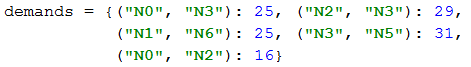 demands = {("N0", "N3"): 25, ("N2", "N3"): 29,
("N1", "N6"): 25, ("N3", "N5"): 31,
("N0", "N2"): 16}